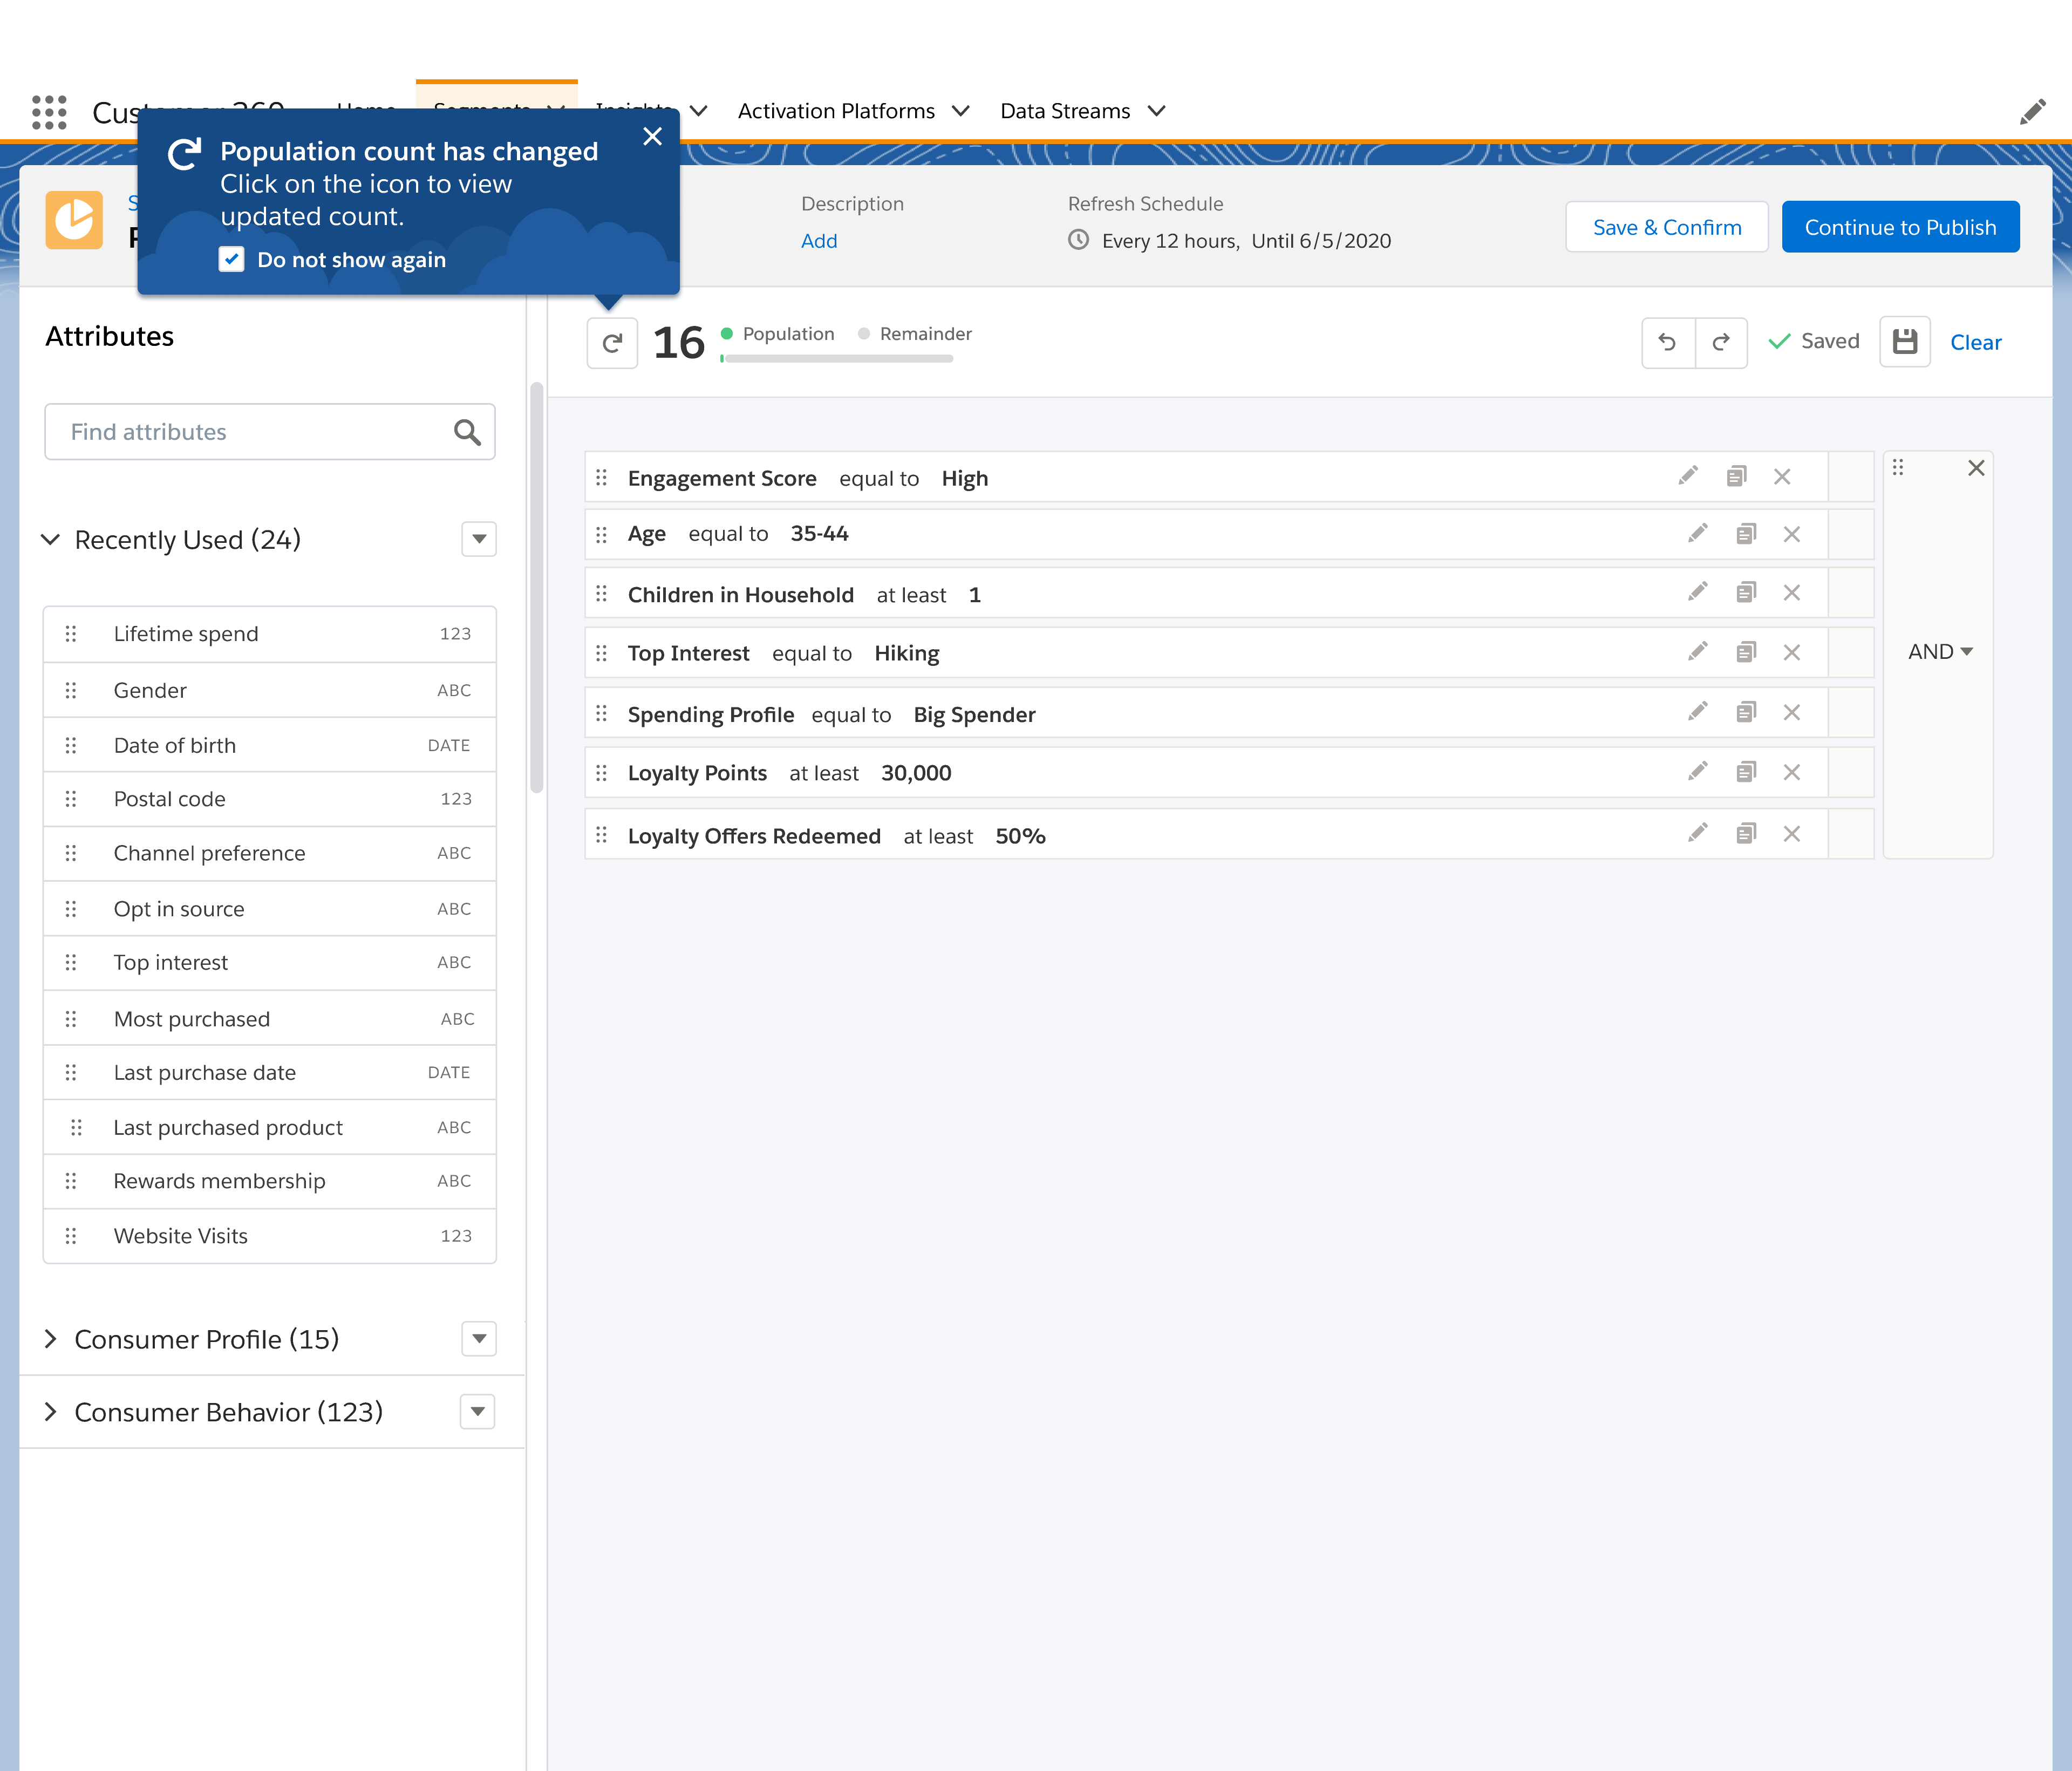 Activation Platforms
Data Streams
Population count has changed
Click on the icon to view
updated count.
Do not show again
Description
Add
Refresh Schedule
Every 12 hours, Until 6/5/2020
Save & Confirm
Continue to Publish
Attributes
16
Population
Remainder
Saved
Clear
Find attributes
Recently Used (24)
Lifetime spend 123
Gender ABC
Date of birth DATE
Postal code 123
Channel preference ABC
Opt in source ABC
Top interest ABC
Most purchased ABC
Last purchase date DATE
Last purchased product ABC
Rewards membership ABC
Website Visits 123
Consumer Profile (15)
Consumer Behavior (123)
Engagement Score equal to High
Age equal to 35-44
Children in Household at least 1
Top Interest equal to Hiking
Spending Profile equal to Big Spender
Loyalty Points at least 30,000
Loyalty Offers Redeemed at least 50%
AND